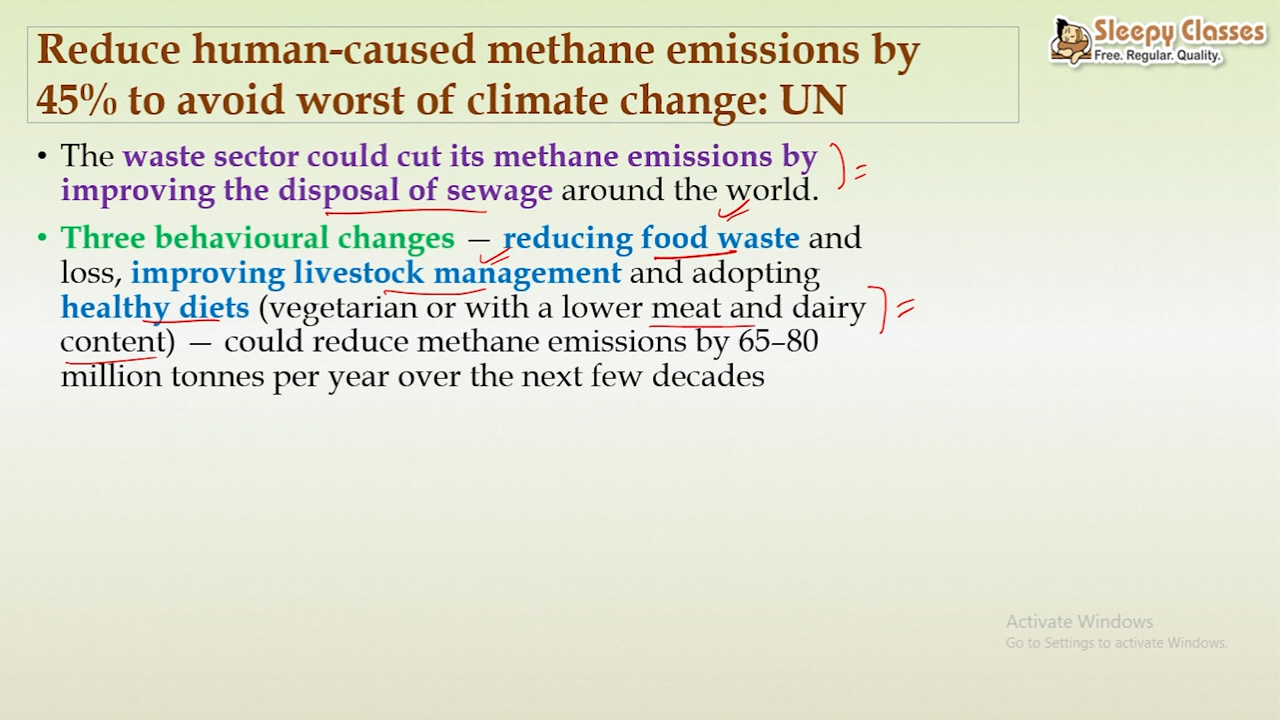 Reduce human-caused methane emissions by
45% to avoid worst of climate change: UN
Sleepy Classes
Free. Regular. Quality.
• The waste sector could cut its methane emissions by
improving the disposal of sewage around the world.
• Three behavioural changes — reducing food waste and
loss, improving livestock management and adopting
healthy diets (vegetarian or with a lower meat and dairy
content) — could reduce methane emissions by 65–80
million tonnes per year over the next few decades
Activate Windows
Go to Settings to activate Windows.